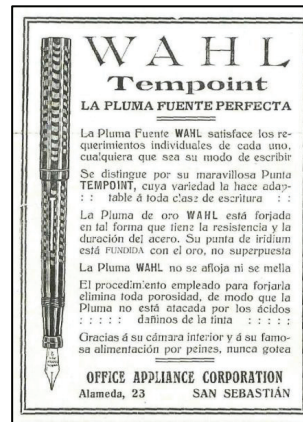 WAHL
Tempoint
LA PLUMA FUENTE PERFECTA
La Pluma Fuente WAHL satisface los re-
querimientos individuales de cada uno,
cualquiera que sea su modo de escribir
Se distingue por su maravillosa Punta
TEMPOINT, cuya variedad la hace adap-
: : table á toda clase de escritura : :
La Pluma de oro WAHL está forjada
en tal forma que tiene la resistencia y la
duración del acero. Su punta de iridium
está FUNDIDA con el oro, no superpuesta
La Pluma WAHL no se afloja ni se mella
El procedimiento empleado para forjarla
elimina toda porosidad, de modo que la
Pluma no está atacada por los ácidos
: : : : : dañinos de la tinta : : : : :
Gracias á su cámara interior y á su famo-
sa alimentación por peines, nunca gotea
OFFICE APPLIANCE CORPORATION
Alameda, 23 SAN SEBASTIÁN